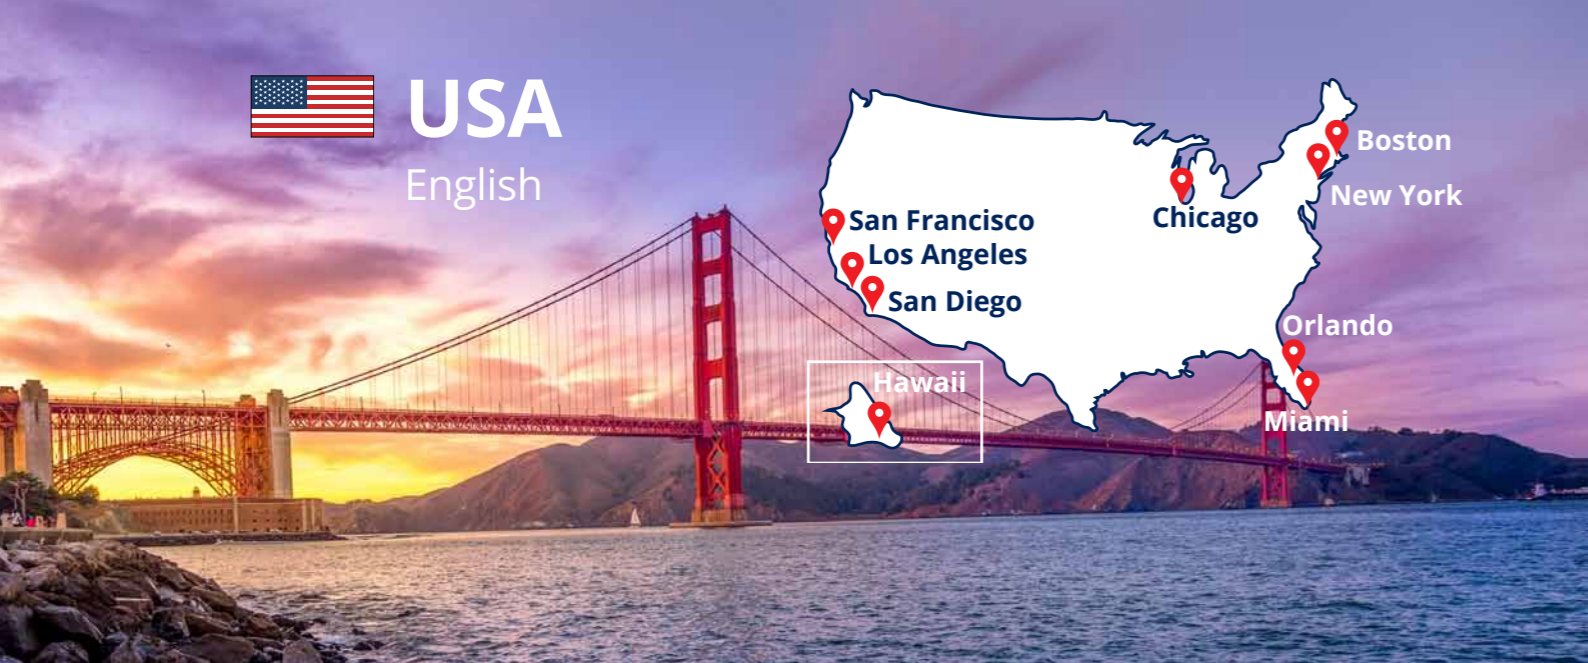 USA
English
Boston
New York
Chicago
San Francisco
Los Angeles
San Diego
Orlando
Hawaii
Miami